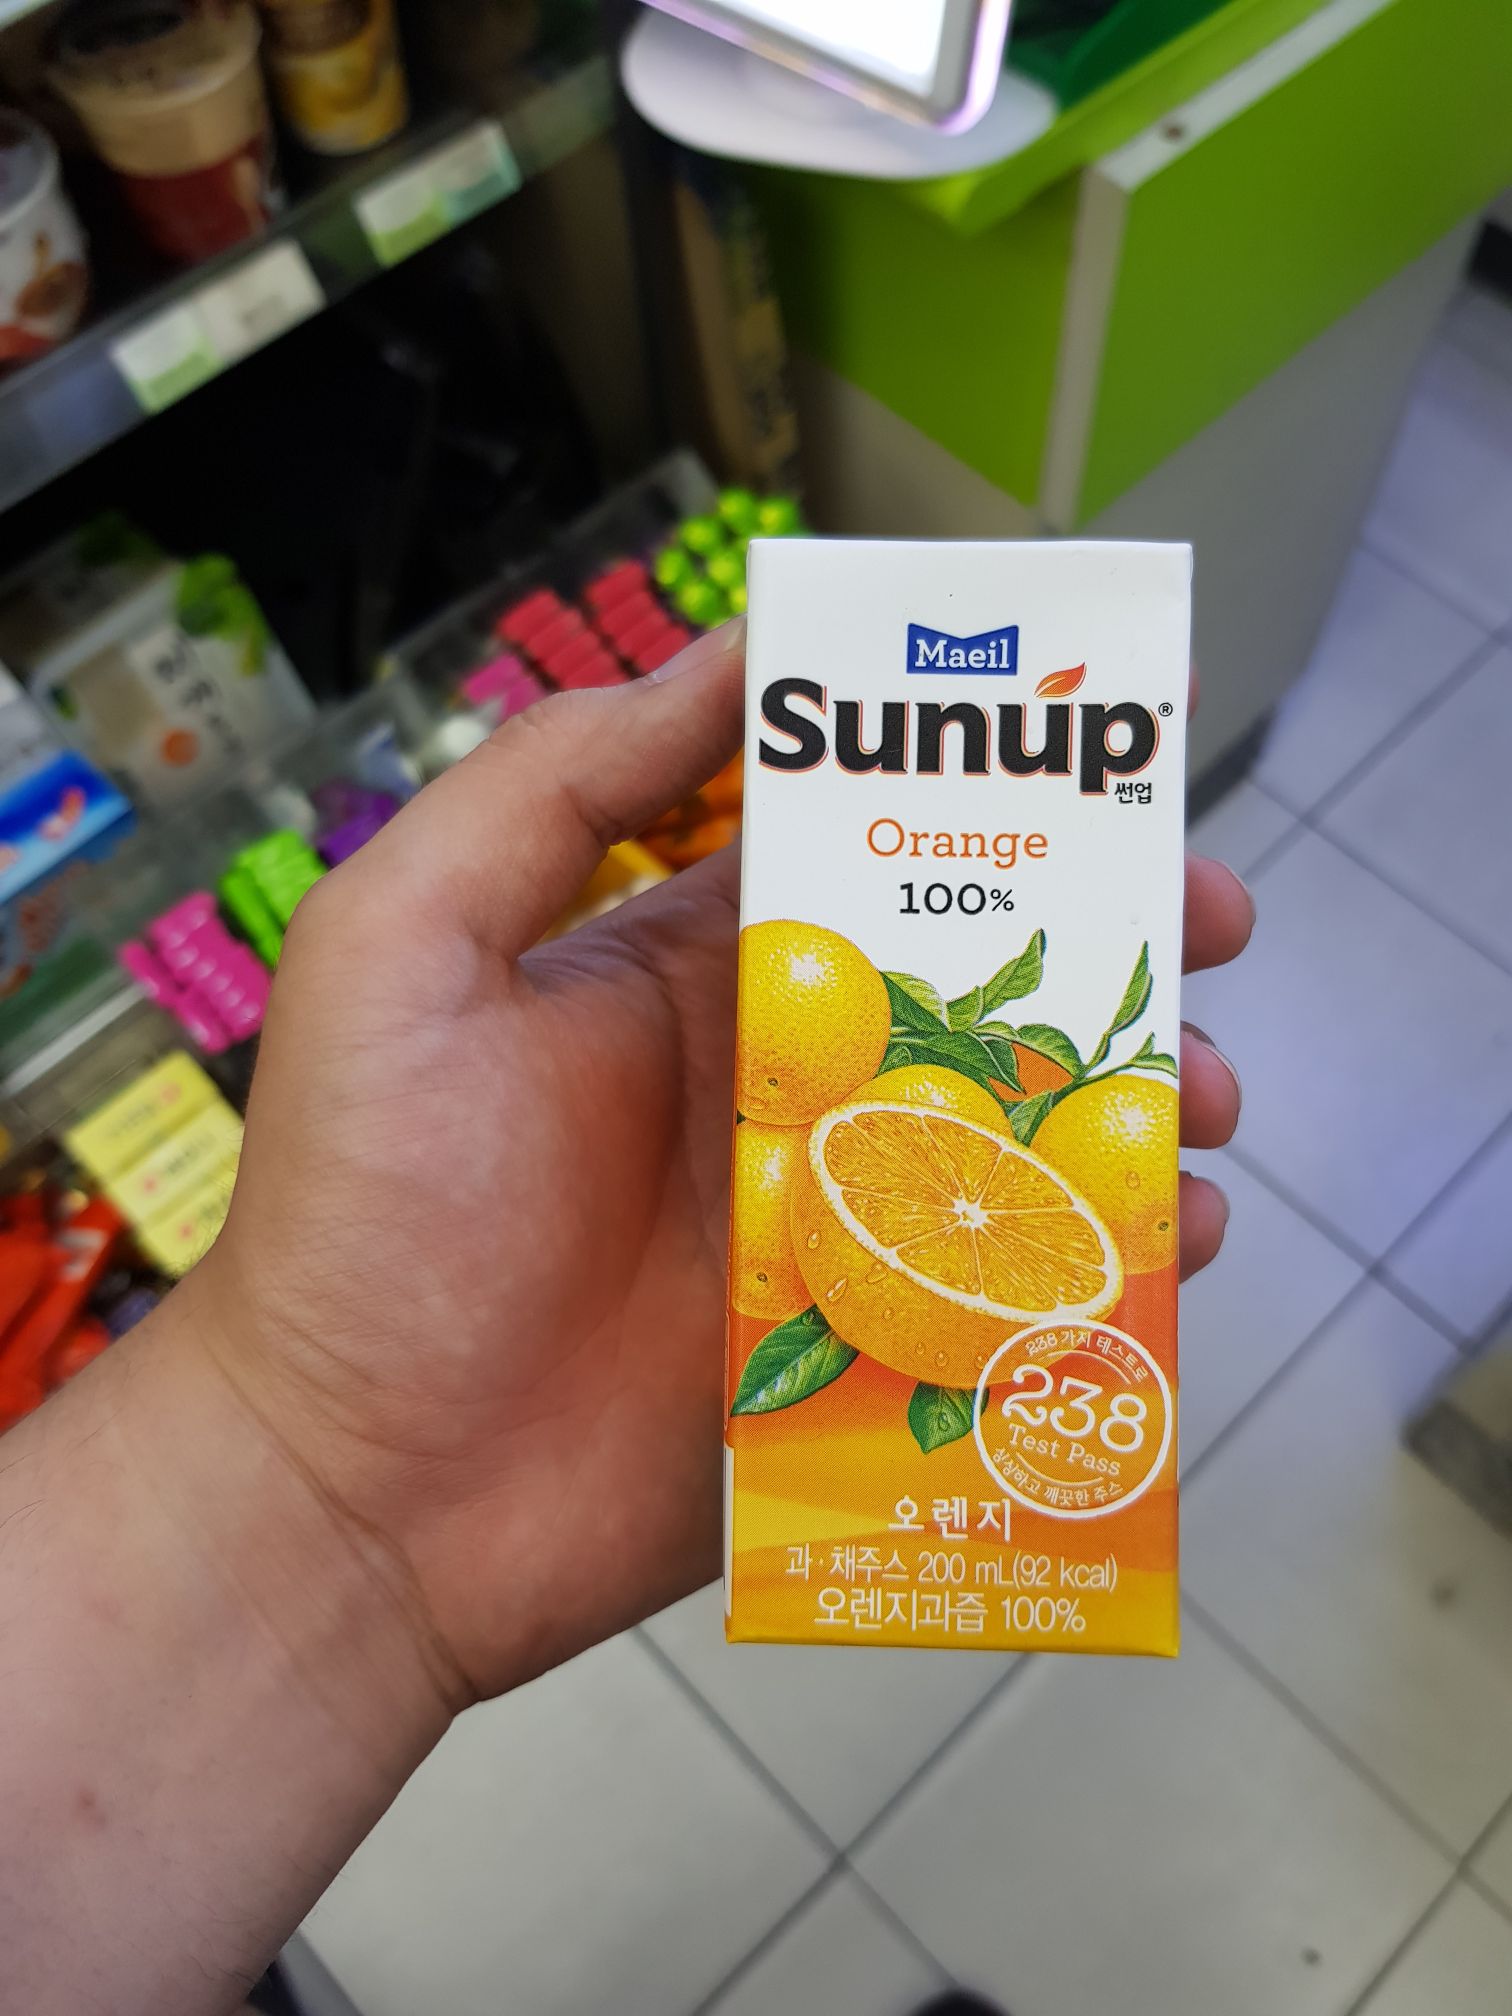 Maeil
Sunup®
썬업
Orange
100%
238 가지 테스트로
238
Test Pass
싱싱하고 깨끗한 주스
오렌지
과·채주스 200 mL(92 kcal)
오렌지과즙 100%